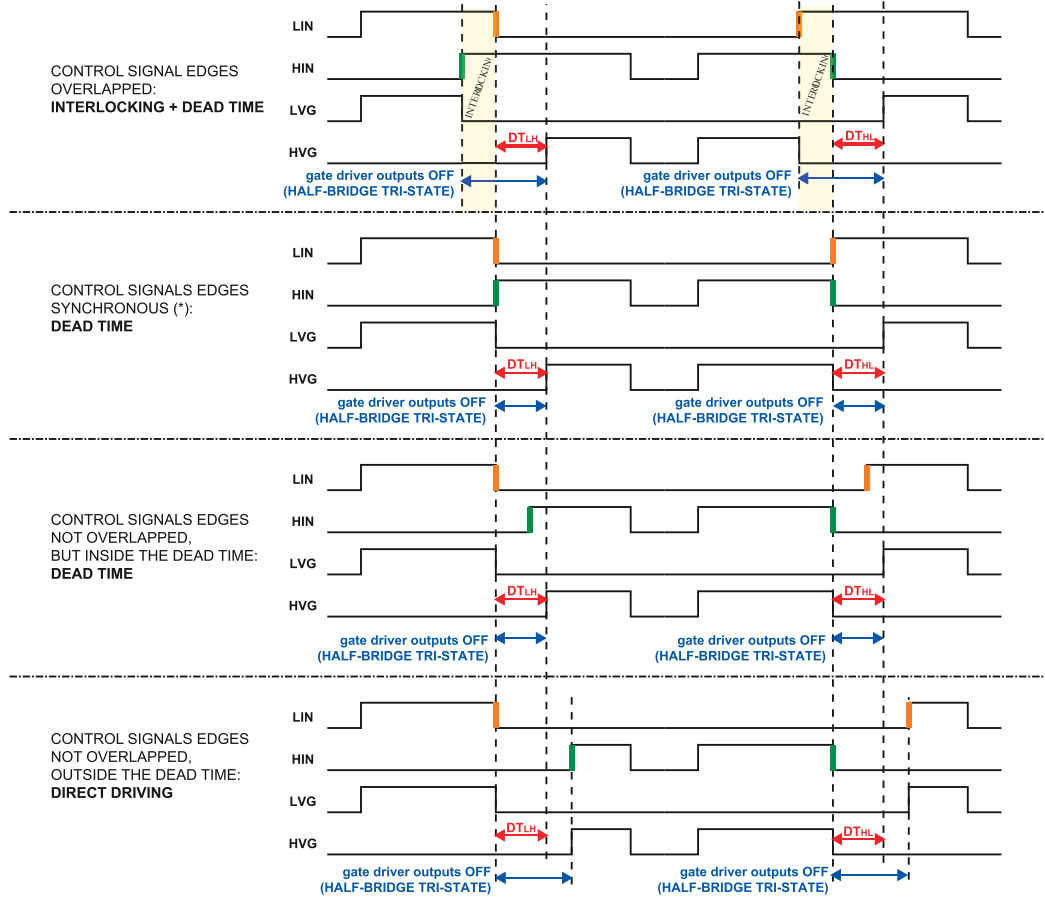 LIN
HIN
CONTROL SIGNAL EDGES
OVERLAPPED:
INTERLOCKING + DEAD TIME
INTERLOCKING
INTERLOCKING
LVG
HVG
DTLH
DTHL
gate driver outputs OFF
(HALF-BRIDGE TRI-STATE)
gate driver outputs OFF
(HALF-BRIDGE TRI-STATE)
LIN
HIN
CONTROL SIGNALS EDGES
SYNCHRONOUS (*):
DEAD TIME
LVG
HVG
DTLH
DTHL
gate driver outputs OFF
(HALF-BRIDGE TRI-STATE)
gate driver outputs OFF
(HALF-BRIDGE TRI-STATE)
LIN
HIN
CONTROL SIGNALS EDGES
NOT OVERLAPPED,
BUT INSIDE THE DEAD TIME:
DEAD TIME
LVG
HVG
DTLH
DTHL
gate driver outputs OFF
(HALF-BRIDGE TRI-STATE)
gate driver outputs OFF
(HALF-BRIDGE TRI-STATE)
LIN
HIN
CONTROL SIGNALS EDGES
NOT OVERLAPPED,
OUTSIDE THE DEAD TIME:
DIRECT DRIVING
LVG
HVG
DTLH
DTHL
gate driver outputs OFF
(HALF-BRIDGE TRI-STATE)
gate driver outputs OFF
(HALF-BRIDGE TRI-STATE)